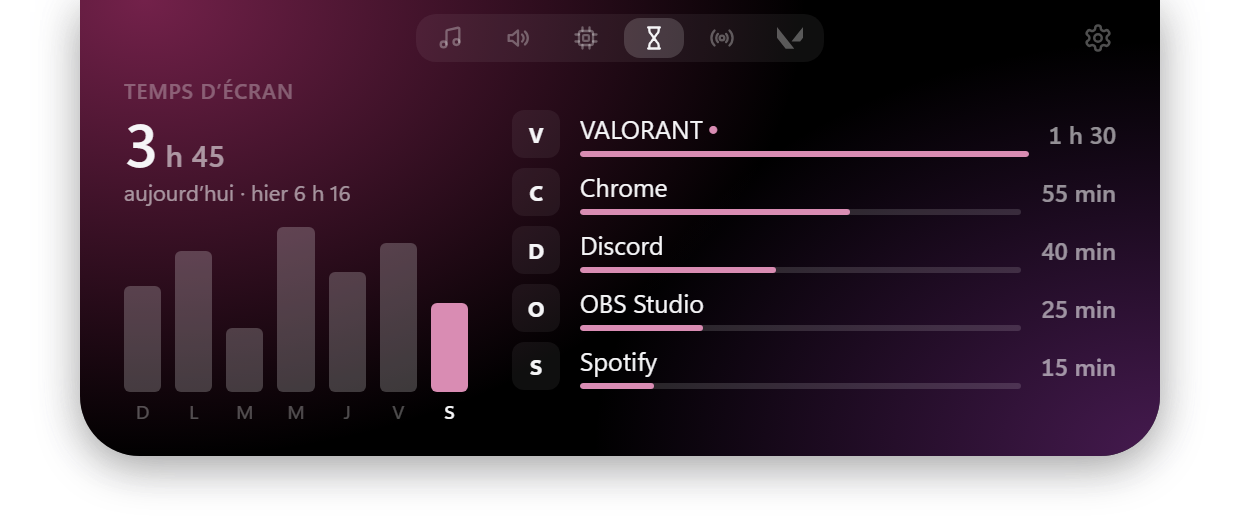 TEMPS D’ÉCRAN
3 h 45
aujourd’hui · hier 6 h 16
D L M M J V S
V VALORANT • 1 h 30
C Chrome 55 min
D Discord 40 min
O OBS Studio 25 min
S Spotify 15 min